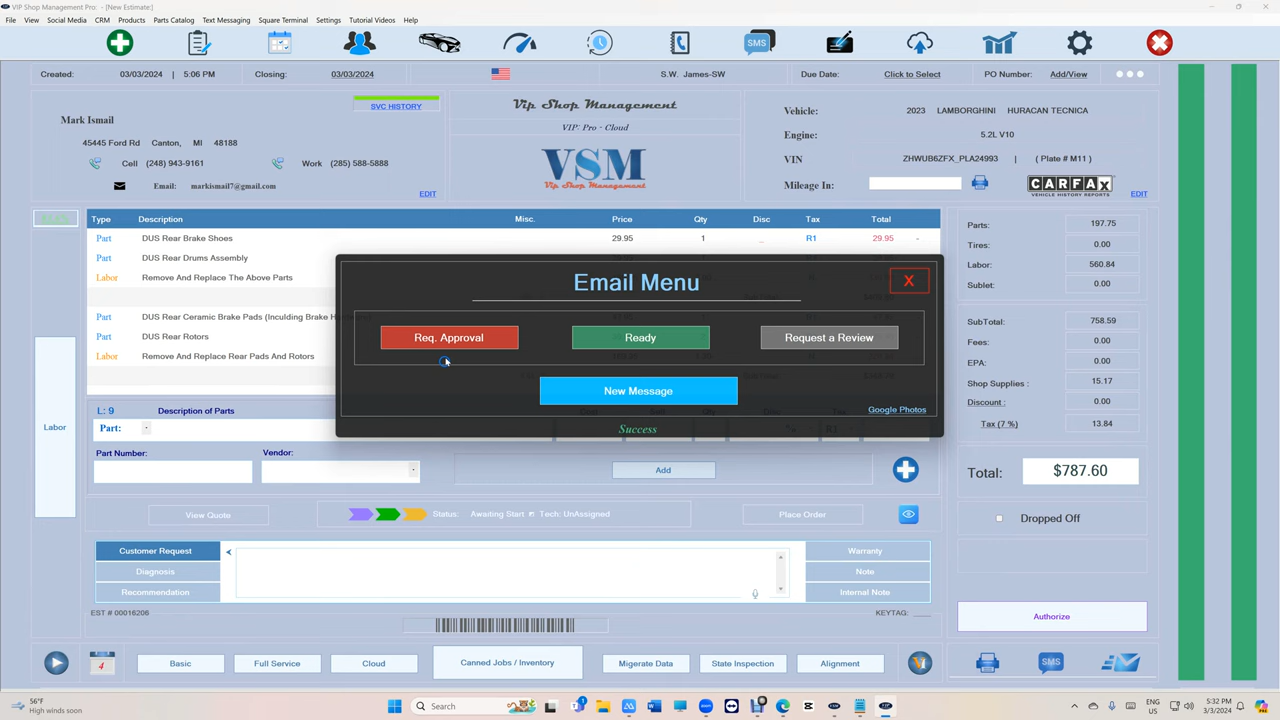 VIP Shop Management Pro: - [New Estimate:]
File View Social Media CRM Products Parts Catalog Text Messaging Square Terminal Settings Tutorial Videos Help
SMS
Created: 03/03/2024 | 5:06 PM Closing: 03/03/2024 S.W. James-SW Due Date: Click to Select PO Number: Add/View
SVC HISTORY
Mark Ismail
45445 Ford Rd Canton, MI 48188
Cell (248) 943-9161 Work (285) 588-5888
Email: markismail7@gmail.com
EDIT
Vip Shop Management
VIP: Pro - Cloud
VSM
Vip Shop Management
Vehicle: 2023 LAMBORGHINI HURACAN TECNICA
Engine: 5.2L V10
VIN ZHWUB6ZFX_PLA24993 | ( Plate # M11 )
Mileage In: CARFAX
VEHICLE HISTORY REPORTS
EDIT
Type Description Misc. Price Qty Disc Tax Total
Part DUS Rear Brake Shoes 29.95 1 _ R1 29.95 -
Part DUS Rear Drums Assembly
Labor Remove And Replace The Above Parts
Part DUS Rear Ceramic Brake Pads (Inculding Brake
Part DUS Rear Rotors
Labor Remove And Replace Rear Pads And Rotors
Email Menu
X
Req. Approval Ready Request a Review
New Message
Google Photos
Success
Parts: 197.75
Tires: 0.00
Labor: 560.84
Sublet: 0.00
SubTotal: 758.59
Fees: 0.00
EPA: 0.00
Shop Supplies : 15.17
Discount : 0.00
Tax (7 %) 13.84
Total: $787.60
Dropped Off
Authorize
Labor
L: 9 Description of Parts
Part:
Part Number: Vendor:
Add
View Quote Status: Awaiting Start Tech: UnAssigned Place Order
Customer Request Warranty
Diagnosis Note
Recommendation Internal Note
EST # 00016206 KEYTAG:
4 Basic Full Service Cloud Canned Jobs / Inventory Migerate Data State Inspection Alignment SMS
56°F
High winds soon
Search
ENG
US
5:32 PM
3/3/2024